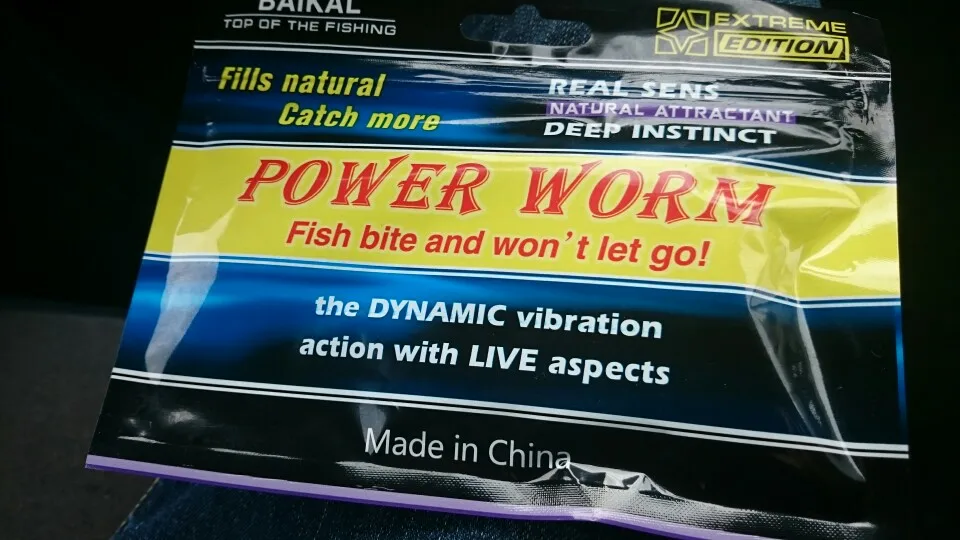 BAIKAL
TOP OF THE FISHING
EXTREME
EDITION
Fills natural
Catch more
REAL SENS
NATURAL ATTRACTANT
DEEP INSTINCT
POWER WORM
Fish bite and won't let go!
the DYNAMIC vibration
action with LIVE aspects
Made in China